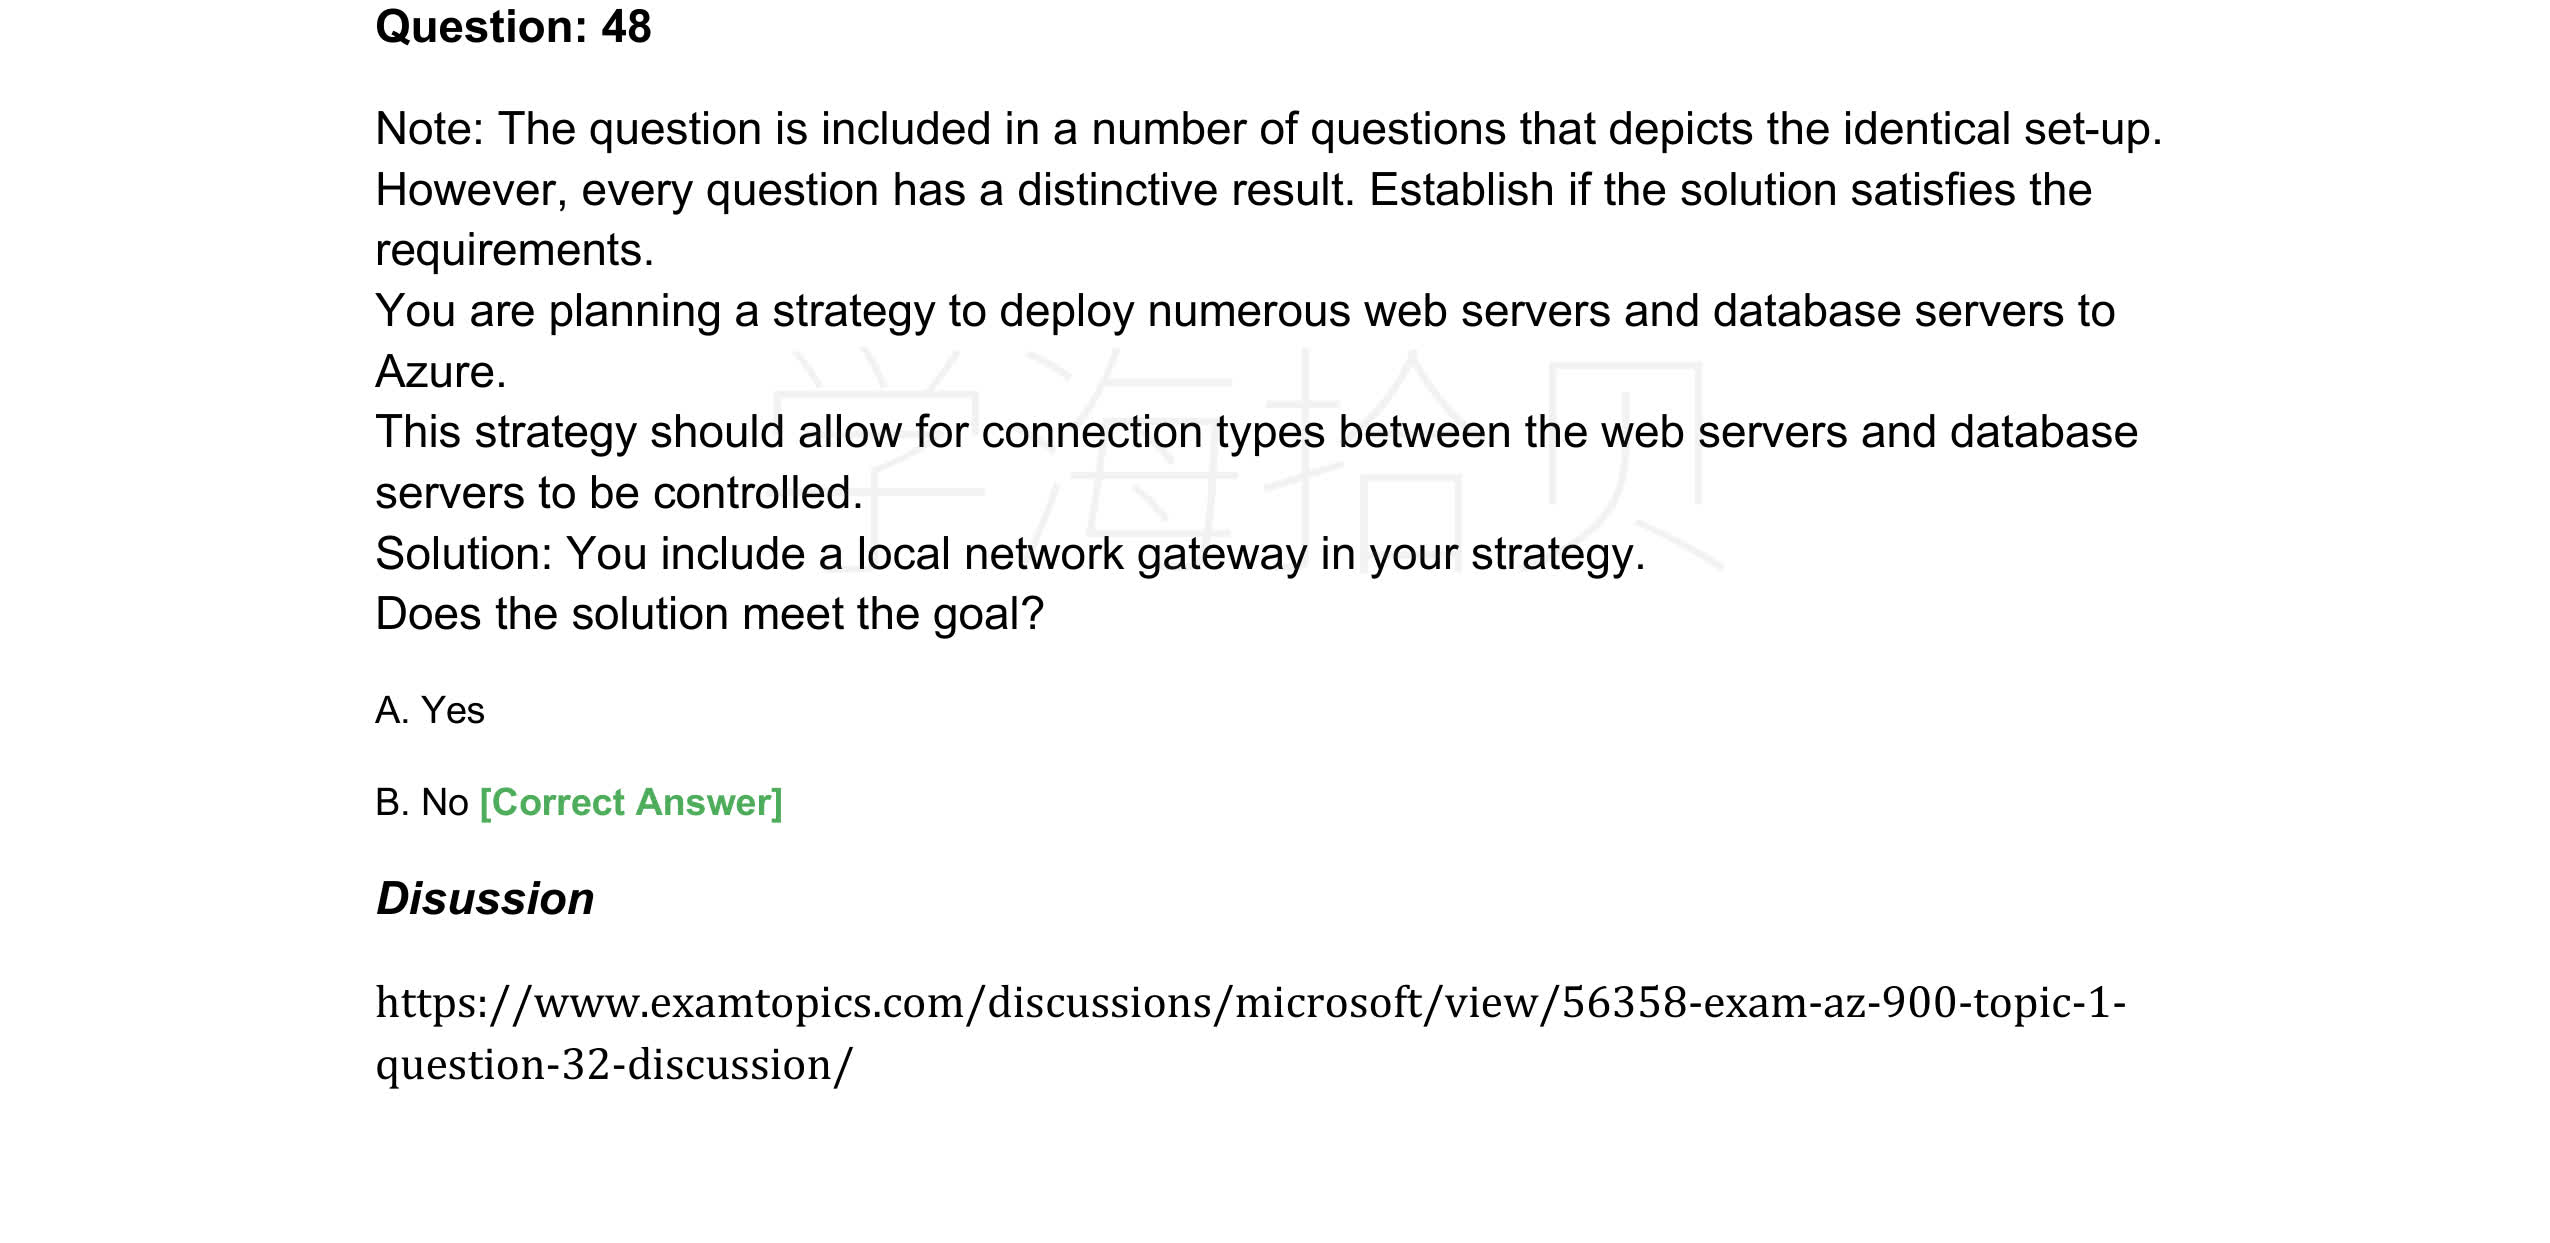 Question: 48
Note: The question is included in a number of questions that depicts the identical set-up.
However, every question has a distinctive result. Establish if the solution satisfies the
requirements.
You are planning a strategy to deploy numerous web servers and database servers to
Azure.
This strategy should allow for connection types between the web servers and database
servers to be controlled.
Solution: You include a local network gateway in your strategy.
Does the solution meet the goal?
A. Yes
B. No [Correct Answer]
Disussion
https://www.examtopics.com/discussions/microsoft/view/56358-exam-az-900-topic-1-
question-32-discussion/
学海拾贝